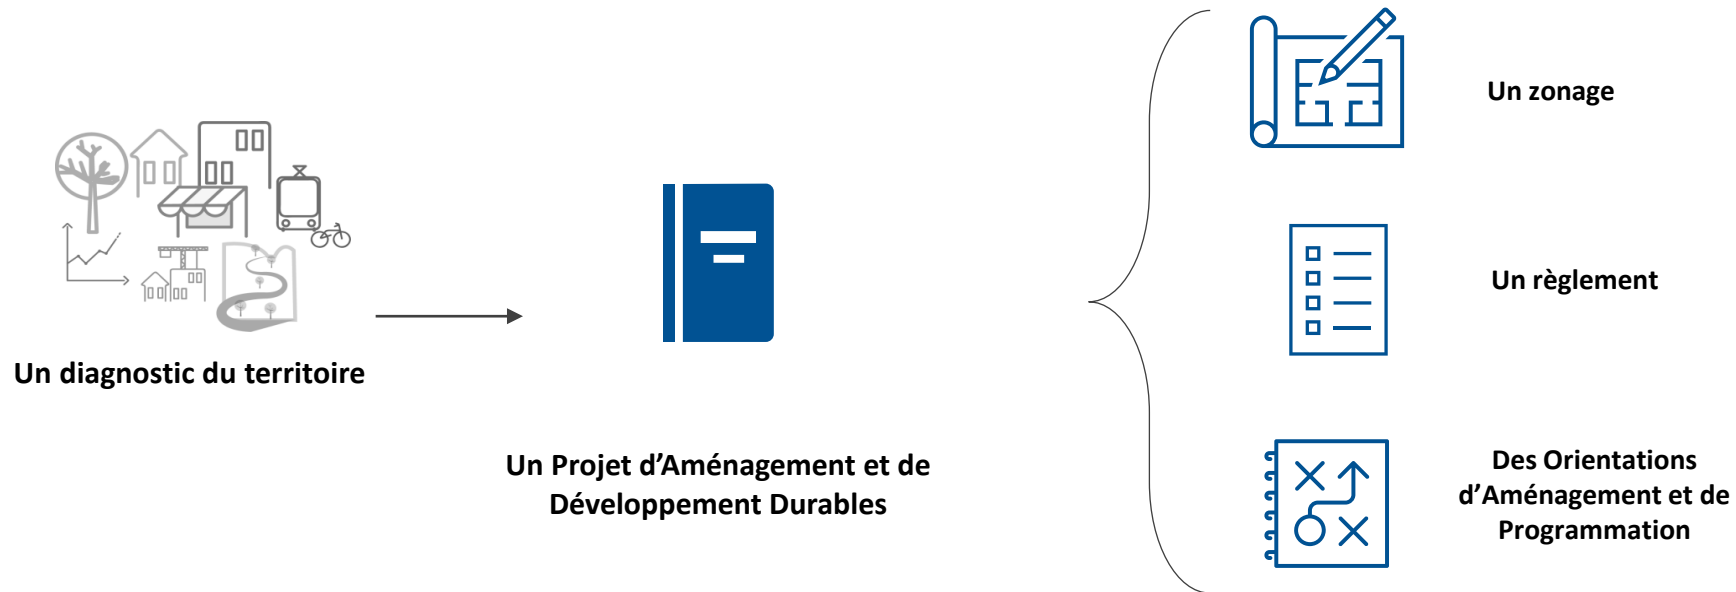 Un diagnostic du territoire
Un Projet d’Aménagement et de
Développement Durables
Un zonage
Un règlement
Des Orientations
d’Aménagement et de
Programmation